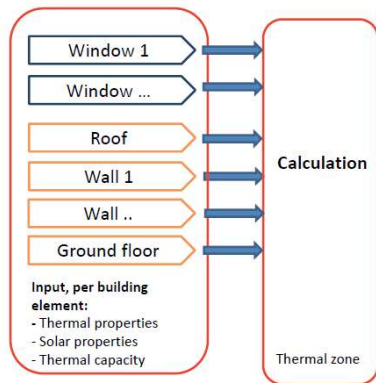 Window 1
Window ...
Roof
Wall 1
Wall ..
Ground floor
Input, per building
element:
- Thermal properties
- Solar properties
- Thermal capacity
Calculation
Thermal zone